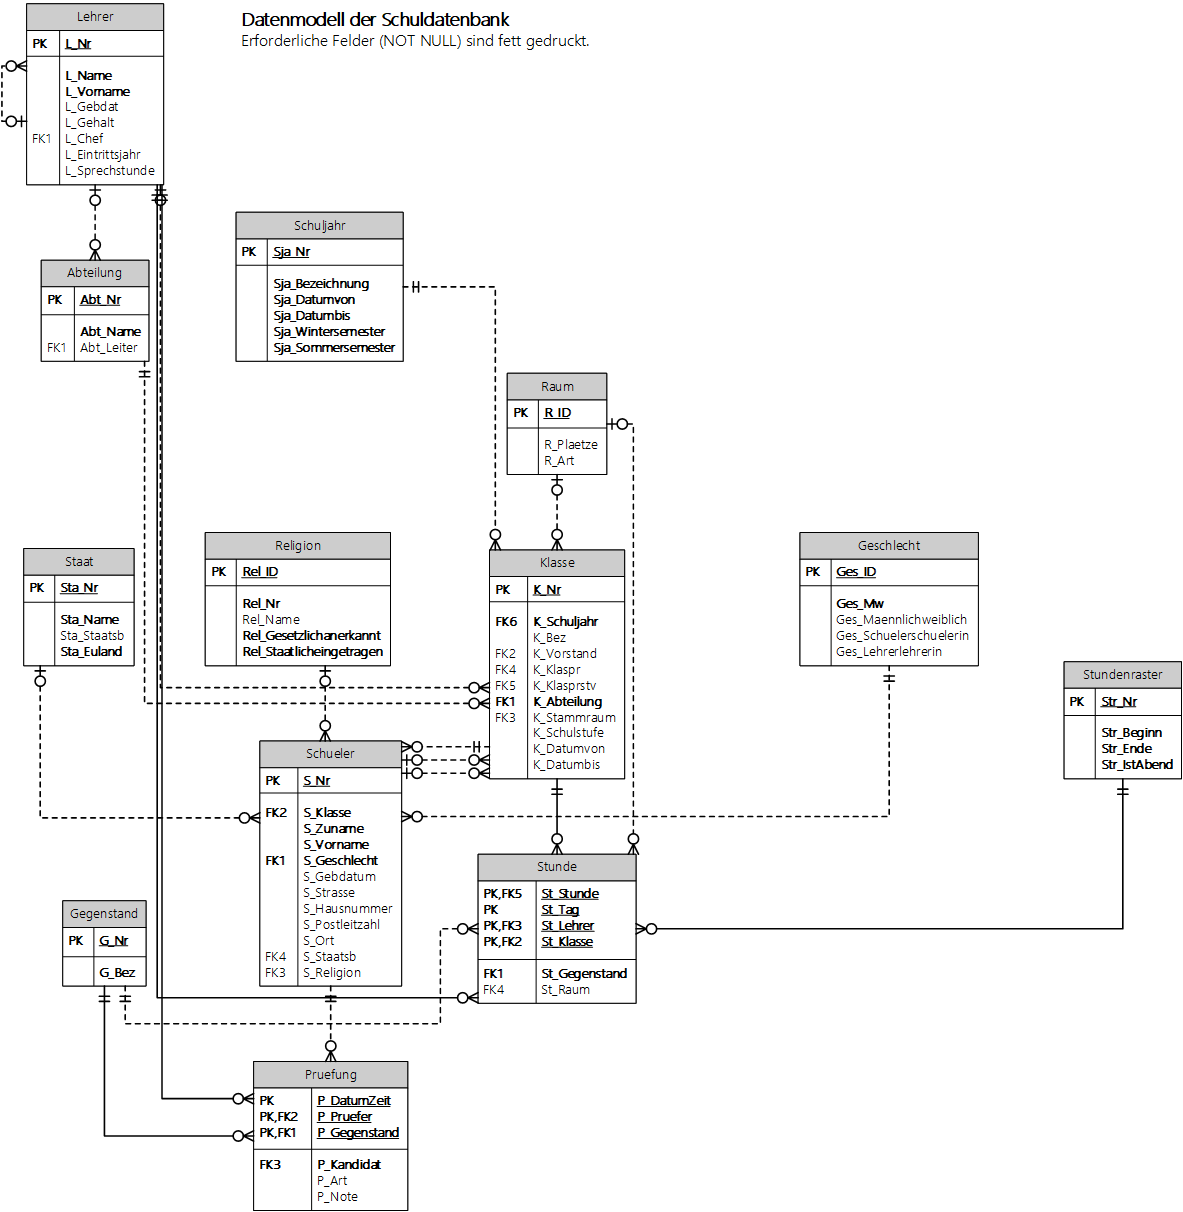 Datenmodell der Schuldatenbank
Erforderliche Felder (NOT NULL) sind fett gedruckt.
Lehrer
PK L_Nr
L_Name
L_Vorname
L_Gebdat
L_Gehalt
FK1 L_Chef
L_Eintrittsjahr
L_Sprechstunde
Schuljahr
PK Sja_Nr
Sja_Bezeichnung
Sja_Datumvon
Sja_Datumbis
Sja_Wintersemester
Sja_Sommersemester
Abteilung
PK Abt_Nr
Abt_Name
FK1 Abt_Leiter
Raum
PK R_ID
R_Plaetze
R_Art
Staat
PK Sta_Nr
Sta_Name
Sta_Staatsb
Sta_Euland
Religion
PK Rel_ID
Rel_Nr
Rel_Name
Rel_Gesetzlichanerkannt
Rel_Staatlicheingetragen
Klasse
PK K_Nr
FK6 K_Schuljahr
K_Bez
FK2 K_Vorstand
FK4 K_Klaspr
FK5 K_Klasprstv
FK1 K_Abteilung
FK3 K_Stammraum
K_Schulstufe
K_Datumvon
K_Datumbis
Geschlecht
PK Ges_ID
Ges_Mw
Ges_Maennlichweiblich
Ges_Schuelerschuelerin
Ges_Lehrerlehrerin
Stundenraster
PK Str_Nr
Str_Beginn
Str_Ende
Str_IstAbend
Schueler
PK S_Nr
FK2 S_Klasse
S_Zuname
S_Vorname
FK1 S_Geschlecht
S_Gebdatum
S_Strasse
S_Hausnummer
S_Postleitzahl
S_Ort
FK4 S_Staatsb
FK3 S_Religion
Stunde
PK,FK5 St_Stunde
PK St_Tag
PK,FK3 St_Lehrer
PK,FK2 St_Klasse
FK1 St_Gegenstand
FK4 St_Raum
Gegenstand
PK G_Nr
G_Bez
Pruefung
PK P_DatumZeit
PK,FK2 P_Pruefer
PK,FK1 P_Gegenstand
FK3 P_Kandidat
P_Art
P_Note